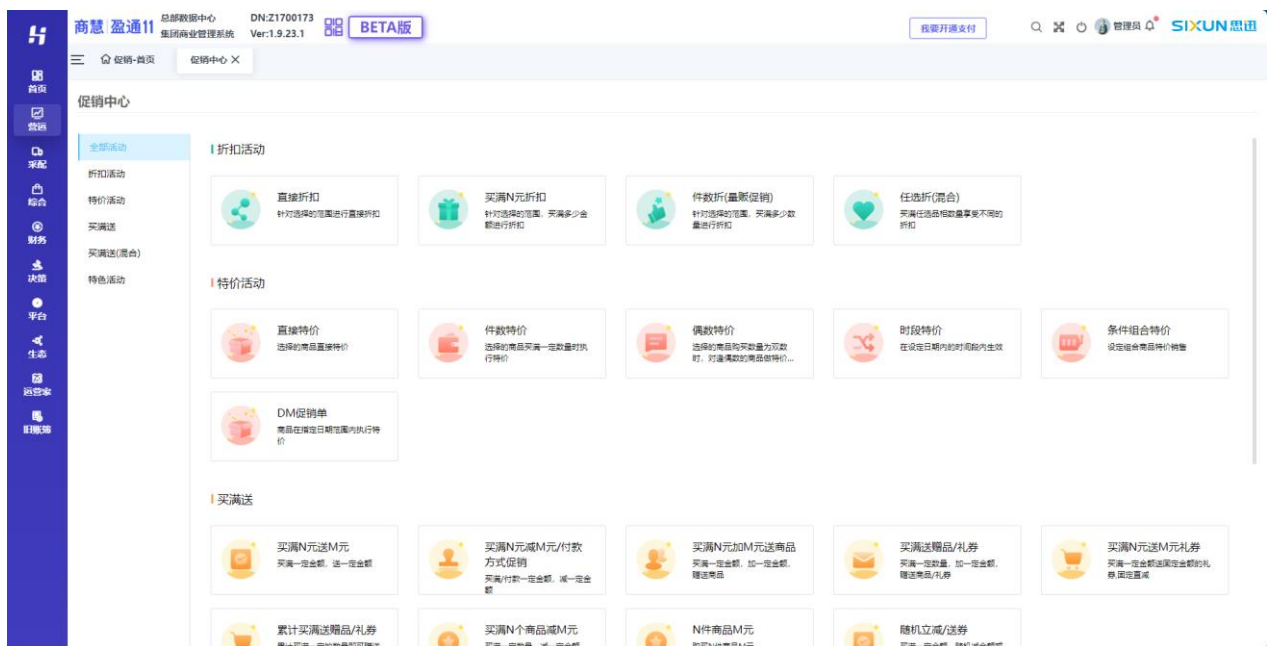 商慧 盈通11
总部数据中心
集团商业管理系统
DN:Z1700173
Ver:1.9.23.1
BETA版
我要开通支付
管理员
SIXUN思迅
促销-首页
促销中心
首页
营运
采配
综合
财务
决策
平台
生态
运营家
旧账簿
促销中心
全部活动
折扣活动
特价活动
买满送
买满送(混合)
特色活动
折扣活动
直接折扣
针对选择的范围进行直接折扣
买满N元折扣
针对选择的范围，买满多少金
额进行折扣
件数折(量贩促销)
针对选择的范围，买满多少数
量进行折扣
任选折(混合)
买满任选品相数量享受不同的
折扣
特价活动
直接特价
选择的商品直接特价
件数特价
选择的商品买满一定数量时执
行特价
偶数特价
选择的商品购买数量为双数
时，对逢偶数的商品做特价...
时段特价
在设定日期内的时间段内生效
条件组合特价
设定组合商品特价销售
DM促销单
商品在指定日期范围内执行特
价
买满送
买满N元送M元
买满一定金额，送一定金额
买满N元减M元/付款
方式促销
买满/付款一定金额，减一定金
额
买满N元加M元送商品
买满一定金额，加一定金额，
赠送商品
买满送赠品/礼券
买满一定数量，加一定金额，
赠送商品/礼券
买满N元送M元礼券
买满一定金额送固定金额的礼
券,固定直减
累计买满送赠品/礼券
买满N个商品减M元
N件商品M元
随机立减/送券